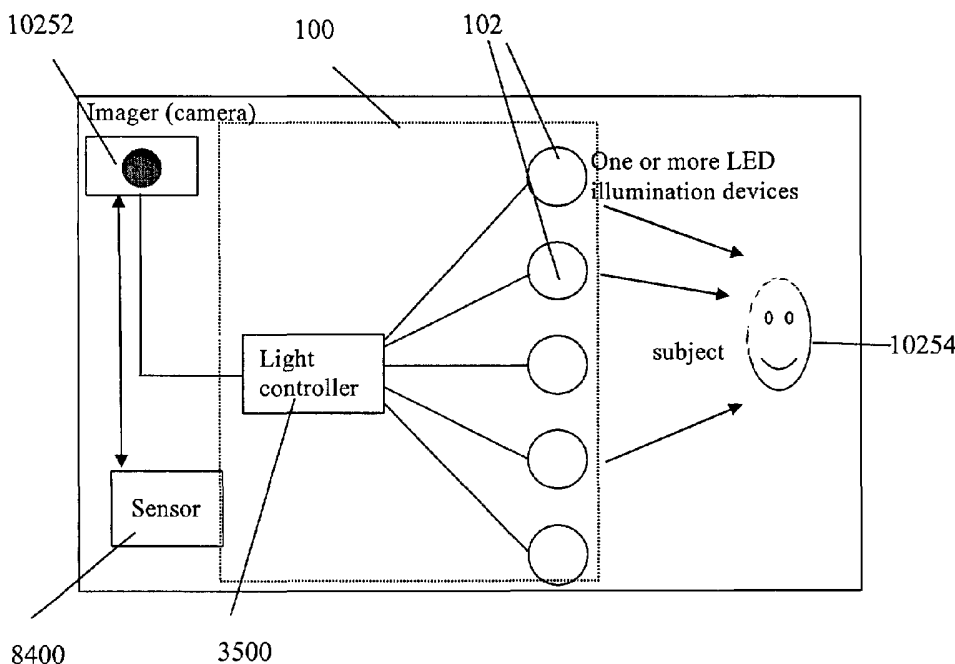 10252
100
102
Imager (camera)
One or more LED
illumination devices
Light
controller
subject
10254
Sensor
8400
3500